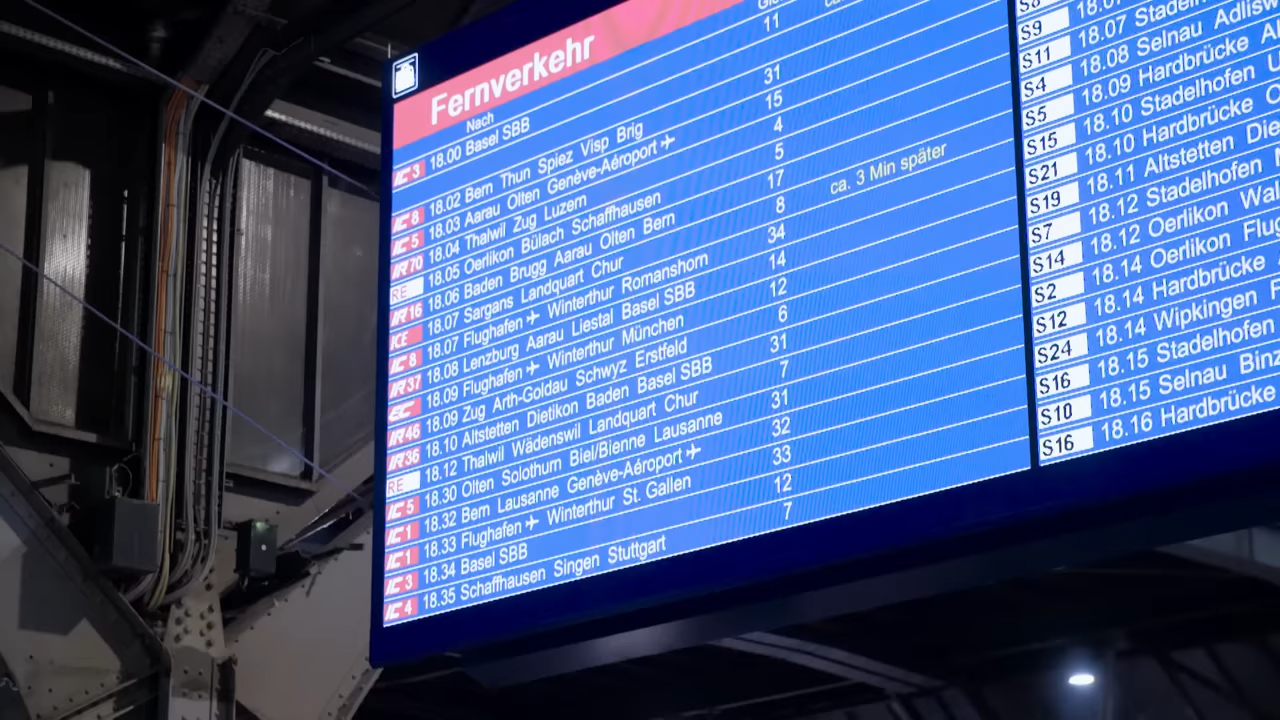 Fernverkehr
Nach
IC 3 18.00 Basel SBB 11
IC 8 18.02 Bern Thun Spiez Visp Brig 31
IC 5 18.03 Aarau Olten Genève-Aéroport 15
IR 70 18.04 Thalwil Zug Luzern 4
RE 18.05 Oerlikon Bülach Schaffhausen 5
IR 16 18.06 Baden Brugg Aarau Olten Bern 17
ICE 18.07 Sargans Landquart Chur 8 ca. 3 Min später
IC 8 18.07 Flughafen Winterthur Romanshorn 34
IR 37 18.08 Lenzburg Aarau Liestal Basel SBB 14
EC 18.09 Flughafen Winterthur München 12
IR 46 18.09 Zug Arth-Goldau Schwyz Erstfeld 6
IR 36 18.10 Altstetten Dietikon Baden Basel SBB 31
RE 18.12 Thalwil Wädenswil Landquart Chur 7
IC 5 18.30 Olten Solothurn Biel/Bienne Lausanne 31
IC 1 18.32 Bern Lausanne Genève-Aéroport 32
IC 1 18.33 Flughafen Winterthur St. Gallen 33
IC 3 18.34 Basel SBB 12
IC 4 18.35 Schaffhausen Singen Stuttgart 7
S8
S9 18.07
S11 18.07
S4 18.08 Selnau
S5 18.09 Hardbrücke
S15 18.10 Stadelhofen
S21 18.10 Hardbrücke
S19 18.11 Altstetten
S7 18.12 Stadelhofen
S14 18.12 Oerlikon
S2 18.14 Oerlikon
S12 18.14 Hardbrücke
S24 18.14 Wipkingen
S16 18.15 Stadelhofen
S10 18.15 Selnau
S16 18.16 Hardbrücke